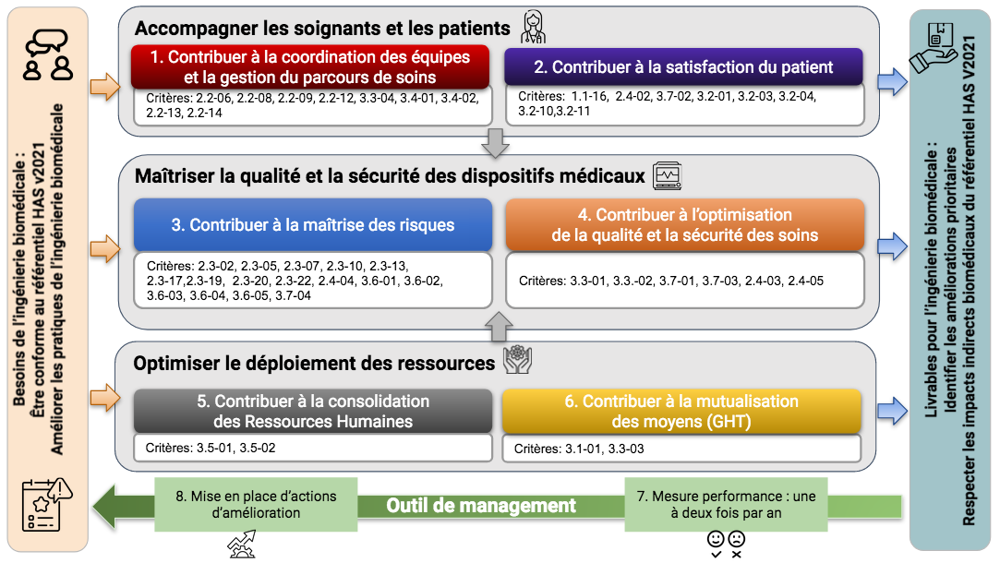 Besoins de l'ingénierie biomédicale :
Être conforme au référentiel HAS v2021
Améliorer les pratiques de l'ingénierie biomédicale
Accompagner les soignants et les patients
1. Contribuer à la coordination des équipes
et la gestion du parcours de soins
Critères: 2.2-06, 2.2-08, 2.2-09, 2.2-12, 3.3-04, 3.4-01, 3.4-02,
2.2-13, 2.2-14
2. Contribuer à la satisfaction du patient
Critères: 1.1-16, 2.4-02, 3.7-02, 3.2-01, 3.2-03, 3.2-04,
3.2-10,3.2-11
Maîtriser la qualité et la sécurité des dispositifs médicaux
3. Contribuer à la maîtrise des risques
Critères: 2.3-02, 2.3-05, 2.3-07, 2.3-10, 2.3-13,
2.3-17,2.3-19, 2.3-20, 2.3-22, 2.4-04, 3.6-01, 3.6-02,
3.6-03, 3.6-04, 3.6-05, 3.7-04
4. Contribuer à l'optimisation
de la qualité et la sécurité des soins
Critères: 3.3-01, 3.3.-02, 3.7-01, 3.7-03, 2.4-03, 2.4-05
Optimiser le déploiement des ressources
5. Contribuer à la consolidation
des Ressources Humaines
Critères: 3.5-01, 3.5-02
6. Contribuer à la mutualisation
des moyens (GHT)
Critères: 3.1-01, 3.3-03
8. Mise en place d'actions
d'amélioration
Outil de management
7. Mesure performance : une
à deux fois par an
Livrables pour l'ingénierie biomédicale :
Identifier les améliorations prioritaires
Respecter les impacts indirects biomédicaux du référentiel HAS V2021